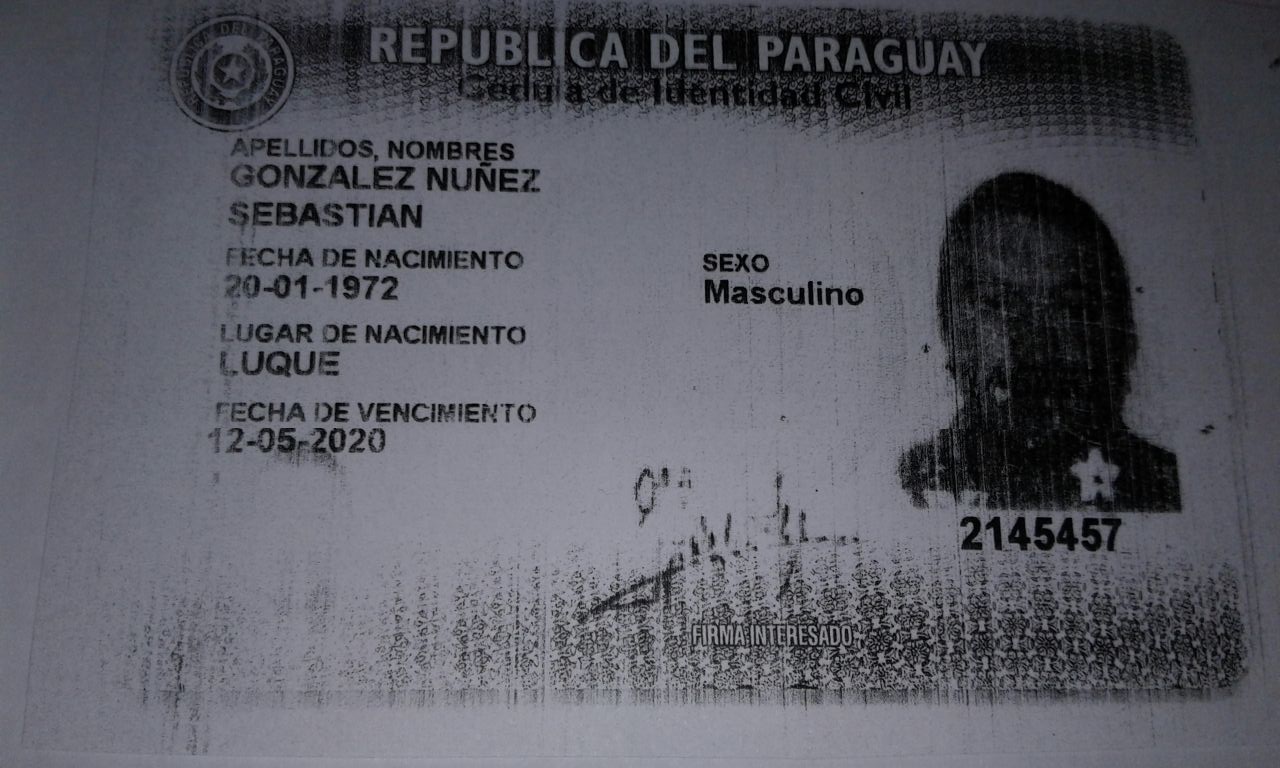 REPUBLICA DEL PARAGUAY
Cedula de Identidad Civil
APELLIDOS, NOMBRES
GONZALEZ NUÑEZ
SEBASTIAN
FECHA DE NACIMIENTO
20-01-1972
SEXO
Masculino
LUGAR DE NACIMIENTO
LUQUE
FECHA DE VENCIMIENTO
12-05-2020
2145457
FIRMA INTERESADO